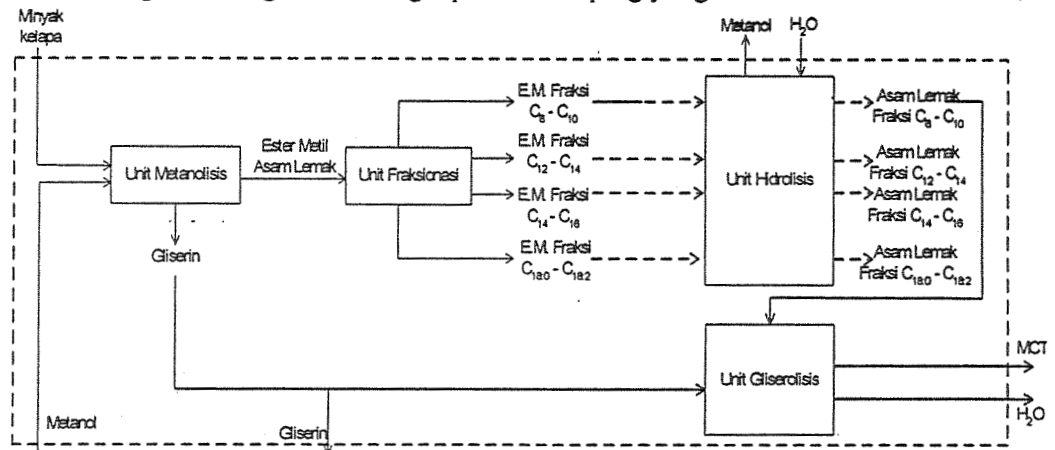 Minyak
kelapa
Metanol
H₂O
E.M. Fraksi
C₈ - C₁₀
Asam Lemak
Fraksi C₈ - C₁₀
Ester Metil
Asam Lemak
E.M. Fraksi
C₁₂ - C₁₄
Asam Lemak
Fraksi C₁₂ - C₁₄
Unit Metanolisis
Unit Fraksionasi
Unit Hidrolisis
E.M. Fraksi
C₁₄ - C₁₆
Asam Lemak
Fraksi C₁₄ - C₁₆
Gliserin
E.M. Fraksi
C₁₈:₀ - C₁₈:₂
Asam Lemak
Fraksi C₁₈:₀ - C₁₈:₂
Unit Gliserolisis
MCT
H₂O
Metanol
Gliserin